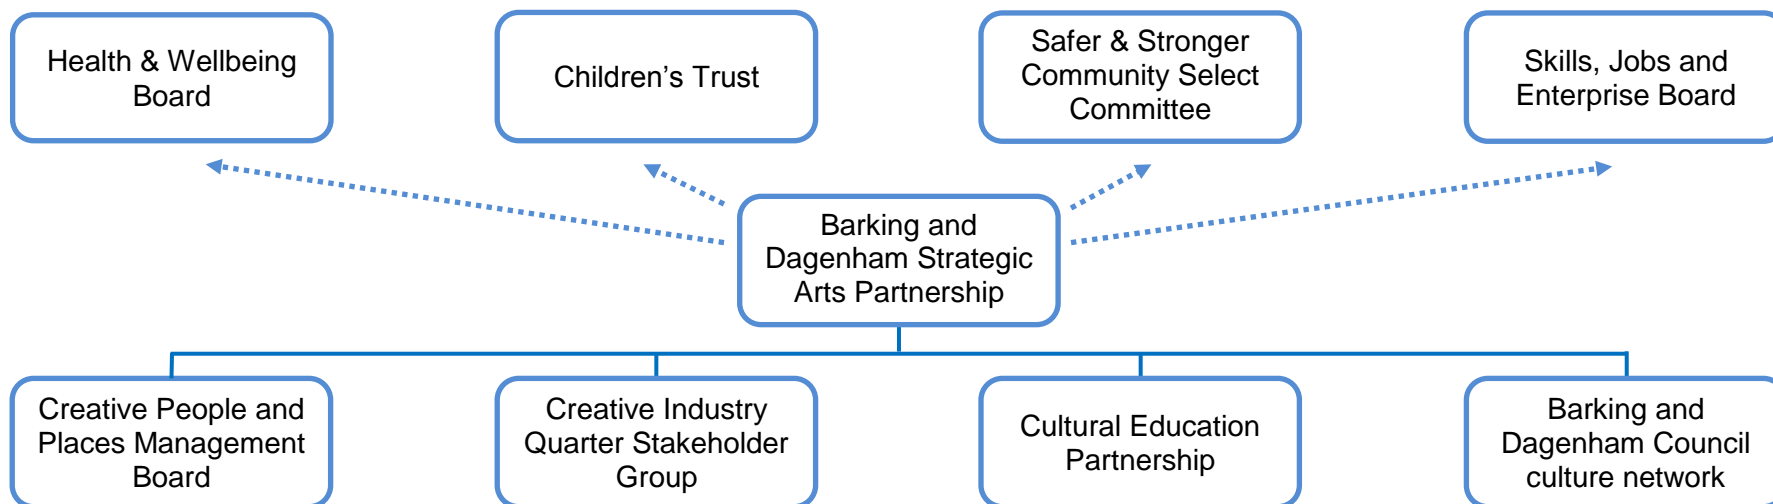 Health & Wellbeing
Board
Children’s Trust
Safer & Stronger
Community Select
Committee
Skills, Jobs and
Enterprise Board
Barking and
Dagenham Strategic
Arts Partnership
Creative People and
Places Management
Board
Creative Industry
Quarter Stakeholder
Group
Cultural Education
Partnership
Barking and
Dagenham Council
culture network